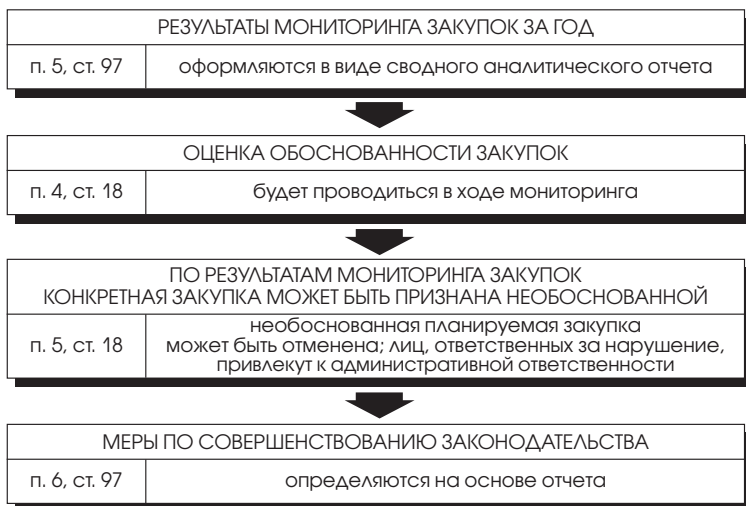 РЕЗУЛЬТАТЫ МОНИТОРИНГА ЗАКУПОК ЗА ГОД
п. 5, ст. 97
оформляются в виде сводного аналитического отчета
ОЦЕНКА ОБОСНОВАННОСТИ ЗАКУПОК
п. 4, ст. 18
будет проводиться в ходе мониторинга
ПО РЕЗУЛЬТАТАМ МОНИТОРИНГА ЗАКУПОК
КОНКРЕТНАЯ ЗАКУПКА МОЖЕТ БЫТЬ ПРИЗНАНА НЕОБОСНОВАННОЙ
п. 5, ст. 18
необоснованная планируемая закупка
может быть отменена; лиц, ответственных за нарушение,
привлекут к административной ответственности
МЕРЫ ПО СОВЕРШЕНСТВОВАНИЮ ЗАКОНОДАТЕЛЬСТВА
п. 6, ст. 97
определяются на основе отчета